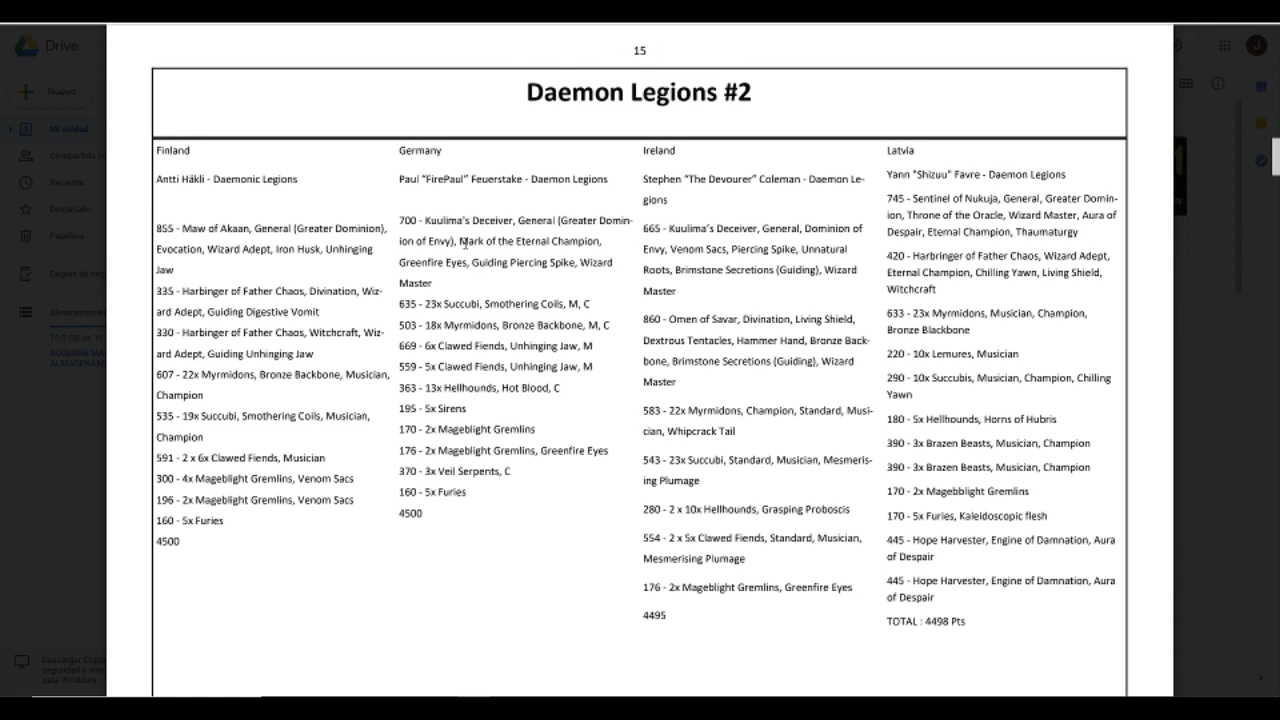 15
Daemon Legions #2
Finland
Antti Häkli - Daemonic Legions
855 - Maw of Akaan, General (Greater Dominion),
Evocation, Wizard Adept, Iron Husk, Unhinging
Jaw
335 - Harbinger of Father Chaos, Divination, Wiz-
ard Adept, Guiding Digestive Vomit
330 - Harbinger of Father Chaos, Witchcraft, Wiz-
ard Adept, Guiding Unhinging Jaw
607 - 22x Myrmidons, Bronze Backbone, Musician,
Champion
535 - 19x Succubi, Smothering Coils, Musician,
Champion
591 - 2 x 6x Clawed Fiends, Musician
300 - 4x Mageblight Gremlins, Venom Sacs
196 - 2x Mageblight Gremlins, Venom Sacs
160 - 5x Furies
4500
Germany
Paul "FirePaul" Feuerstake - Daemon Legions
700 - Kuulima's Deceiver, General (Greater Domin-
ion of Envy), Mark of the Eternal Champion,
Greenfire Eyes, Guiding Piercing Spike, Wizard
Master
635 - 23x Succubi, Smothering Coils, M, C
503 - 18x Myrmidons, Bronze Backbone, M, C
669 - 6x Clawed Fiends, Unhinging Jaw, M
559 - 5x Clawed Fiends, Unhinging Jaw, M
363 - 13x Hellhounds, Hot Blood, C
195 - 5x Sirens
170 - 2x Mageblight Gremlins
176 - 2x Mageblight Gremlins, Greenfire Eyes
370 - 3x Veil Serpents, C
160 - 5x Furies
4500
Ireland
Stephen "The Devourer" Coleman - Daemon Le-
gions
665 - Kuulima's Deceiver, General, Dominion of
Envy, Venom Sacs, Piercing Spike, Unnatural
Roots, Brimstone Secretions (Guiding), Wizard
Master
860 - Omen of Savar, Divination, Living Shield,
Dextrous Tentacles, Hammer Hand, Bronze Back-
bone, Brimstone Secretions (Guiding), Wizard
Master
583 - 22x Myrmidons, Champion, Standard, Musi-
cian, Whipcrack Tail
543 - 23x Succubi, Standard, Musician, Mesmeris-
ing Plumage
280 - 2 x 10x Hellhounds, Grasping Proboscis
554 - 2 x 5x Clawed Fiends, Standard, Musician,
Mesmerising Plumage
176 - 2x Mageblight Gremlins, Greenfire Eyes
4495
Latvia
Yann "Shizuu" Favre - Daemon Legions
745 - Sentinel of Nukuja, General, Greater Domin-
ion, Throne of the Oracle, Wizard Master, Aura of
Despair, Eternal Champion, Thaumaturgy
420 - Harbinger of Father Chaos, Wizard Adept,
Eternal Champion, Chilling Yawn, Living Shield,
Witchcraft
633 - 23x Myrmidons, Musician, Champion,
Bronze Blackbone
220 - 10x Lemures, Musician
290 - 10x Succubis, Musician, Champion, Chilling
Yawn
180 - 5x Hellhounds, Horns of Hubris
390 - 3x Brazen Beasts, Musician, Champion
390 - 3x Brazen Beasts, Musician, Champion
170 - 2x Magebblight Gremlins
170 - 5x Furies, Kaleidoscopic flesh
445 - Hope Harvester, Engine of Damnation, Aura
of Despair
445 - Hope Harvester, Engine of Damnation, Aura
of Despair
TOTAL : 4498 Pts
Drive
Nuevo
Mi unidad
Compartido
Reciente
Destacado
Papelera
Copias de
Descargar
seguridad y
para Windows
J